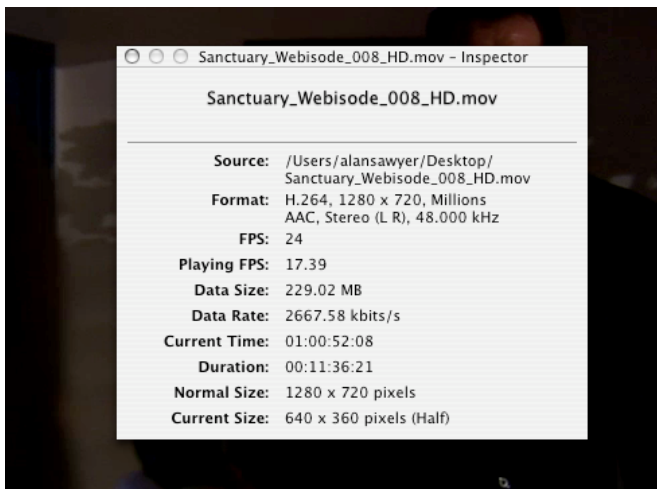 Sanctuary_Webisode_008_HD.mov – Inspector
Sanctuary_Webisode_008_HD.mov
Source: /Users/alansawyer/Desktop/
Sanctuary_Webisode_008_HD.mov
Format: H.264, 1280 x 720, Millions
AAC, Stereo (L R), 48.000 kHz
FPS: 24
Playing FPS: 17.39
Data Size: 229.02 MB
Data Rate: 2667.58 kbits/s
Current Time: 01:00:52:08
Duration: 00:11:36:21
Normal Size: 1280 x 720 pixels
Current Size: 640 x 360 pixels (Half)